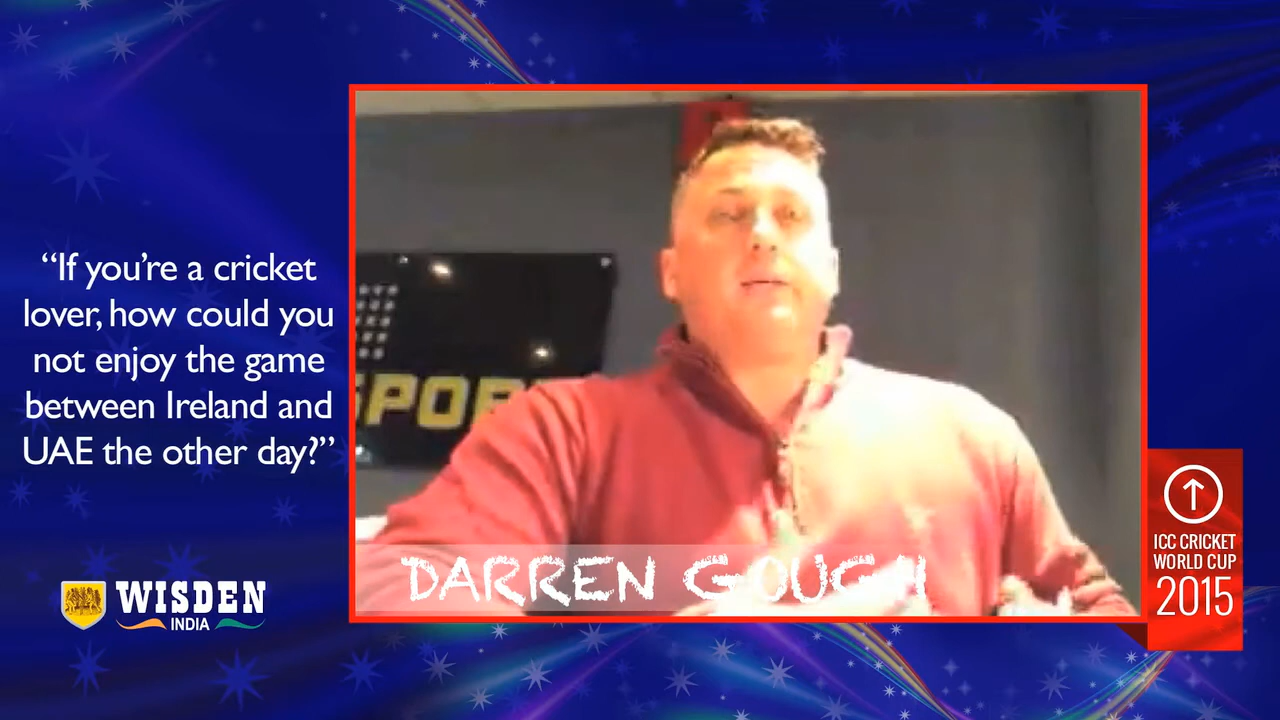 “If you’re a cricket
lover, how could you
not enjoy the game
between Ireland and
UAE the other day?”
WISDEN
INDIA
SPORT
DARREN GOUGH
ICC CRICKET
WORLD CUP
2015